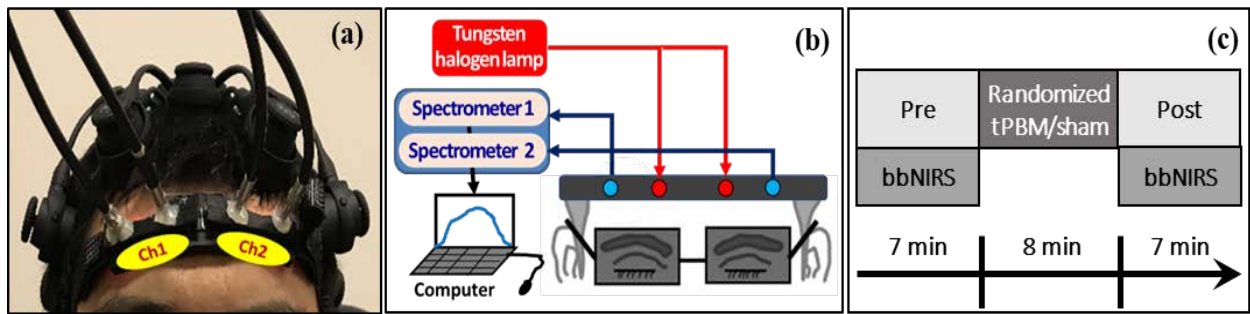 (a)
Ch1
Ch2
(b)
Tungsten
halogen lamp
Spectrometer 1
Spectrometer 2
Computer
(c)
Pre
Randomized
tPBM/sham
Post
bbNIRS
bbNIRS
7 min
8 min
7 min